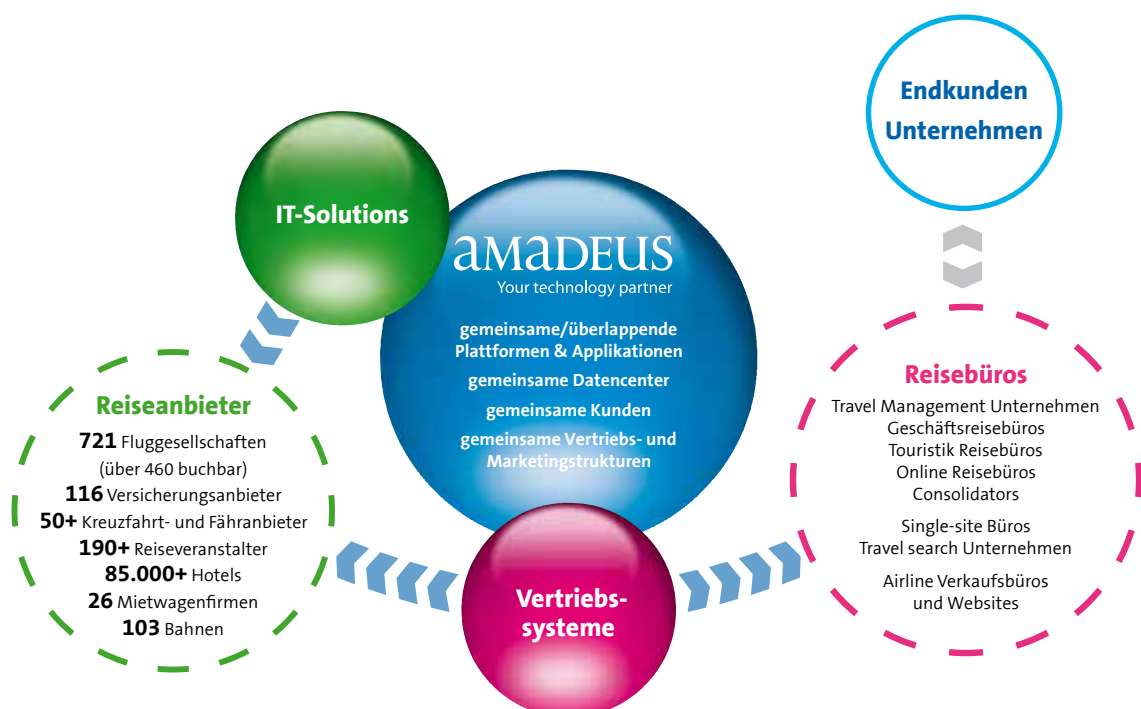 Endkunden
Unternehmen
IT-Solutions
amadeus
Your technology partner
gemeinsame/überlappende
Plattformen & Applikationen
gemeinsame Datencenter
gemeinsame Kunden
gemeinsame Vertriebs- und
Marketingstrukturen
Reiseanbieter
721 Fluggesellschaften
(über 460 buchbar)
116 Versicherungsanbieter
50+ Kreuzfahrt- und Fähranbieter
190+ Reiseveranstalter
85.000+ Hotels
26 Mietwagenfirmen
103 Bahnen
Vertriebs-
systeme
Reisebüros
Travel Management Unternehmen
Geschäftsreisebüros
Touristik Reisebüros
Online Reisebüros
Consolidators
Single-site Büros
Travel search Unternehmen
Airline Verkaufsbüros
und Websites